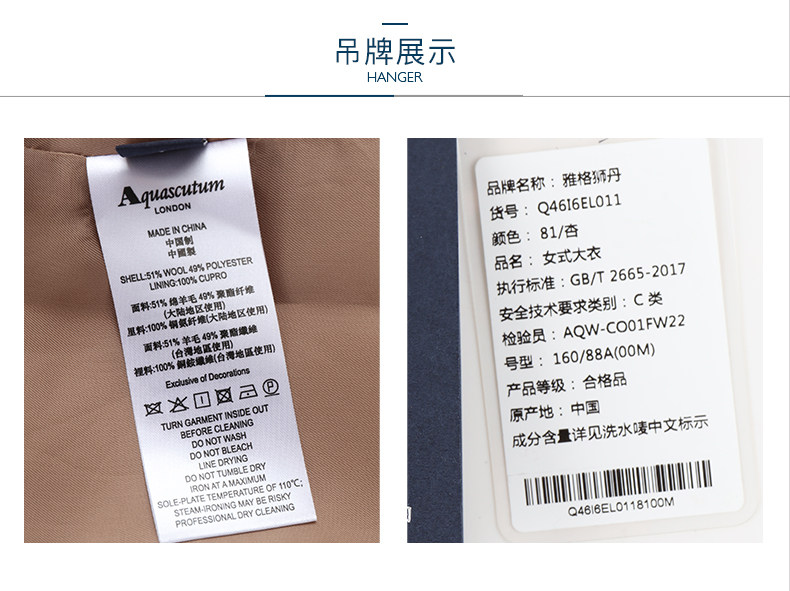 吊牌展示
HANGER
Aquascutum
LONDON
MADE IN CHINA
中国制
中國製
SHELL:51% WOOL 49% POLYESTER
LINING:100% CUPRO
面料:51% 绵羊毛 49% 聚酯纤维
(大陆地区使用)
里料:100% 铜氨纤维(大陆地区使用)
面料:51% 羊毛 49% 聚酯纖維
(台灣地區使用)
裡料:100% 銅銨纖維(台灣地區使用)
Exclusive of Decorations
TURN GARMENT INSIDE OUT
BEFORE CLEANING
DO NOT WASH
DO NOT BLEACH
LINE DRYING
DO NOT TUMBLE DRY
IRON AT A MAXIMUM
SOLE-PLATE TEMPERATURE OF 110℃;
STEAM-IRONING MAY BE RISKY
PROFESSIONAL DRY CLEANING
品牌名称：雅格狮丹
货号：Q46I6EL011
颜色：81/杏
品名：女式大衣
执行标准：GB/T 2665-2017
安全技术要求类别：C 类
检验员：AQW-CO01FW22
号型：160/88A(00M)
产品等级：合格品
原产地：中国
成分含量详见洗水唛中文标示
Q46I6EL0118100M